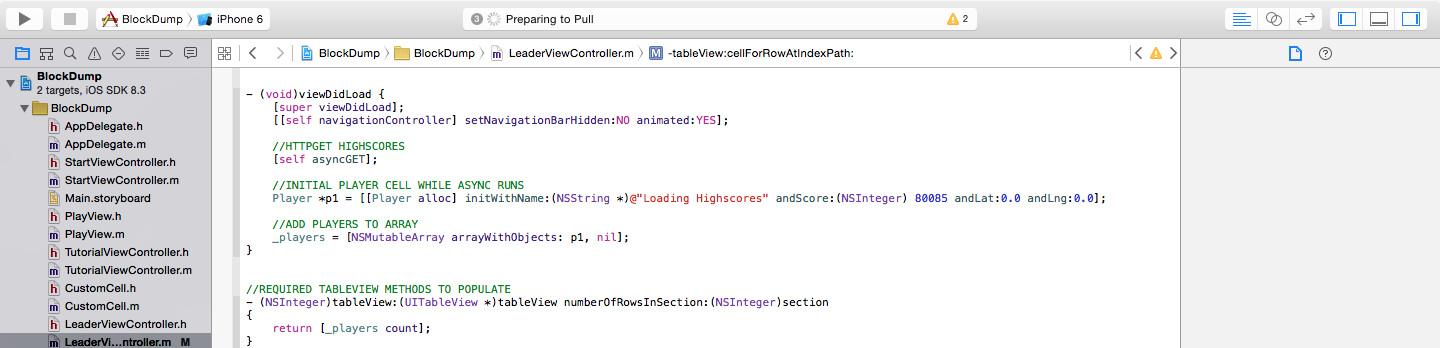 BlockDump iPhone 6 3 Preparing to Pull 2
BlockDump BlockDump LeaderViewController.m M -tableView:cellForRowAtIndexPath:
BlockDump
2 targets, iOS SDK 8.3
BlockDump
h AppDelegate.h
m AppDelegate.m
h StartViewController.h
m StartViewController.m
Main.storyboard
h PlayView.h
m PlayView.m
h TutorialViewController.h
m TutorialViewController.m
h CustomCell.h
m CustomCell.m
h LeaderViewController.h
m LeaderVi...ntroller.m M
- (void)viewDidLoad {
[super viewDidLoad];
[[self navigationController] setNavigationBarHidden:NO animated:YES];
//HTTPGET HIGHSCORES
[self asyncGET];
//INITIAL PLAYER CELL WHILE ASYNC RUNS
Player *p1 = [[Player alloc] initWithName:(NSString *)@"Loading Highscores" andScore:(NSInteger) 80085 andLat:0.0 andLng:0.0];
//ADD PLAYERS TO ARRAY
_players = [NSMutableArray arrayWithObjects: p1, nil];
}
//REQUIRED TABLEVIEW METHODS TO POPULATE
- (NSInteger)tableView:(UITableView *)tableView numberOfRowsInSection:(NSInteger)section
{
return [_players count];
}